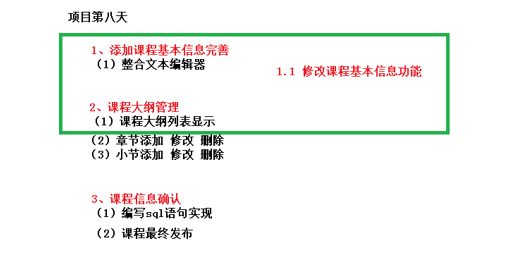 项目第八天
1、添加课程基本信息完善
（1）整合文本编辑器
1.1 修改课程基本信息功能
2、课程大纲管理
（1）课程大纲列表显示
（2）章节添加 修改 删除
（3）小节添加 修改 删除
3、课程信息确认
（1）编写sql语句实现
（2）课程最终发布